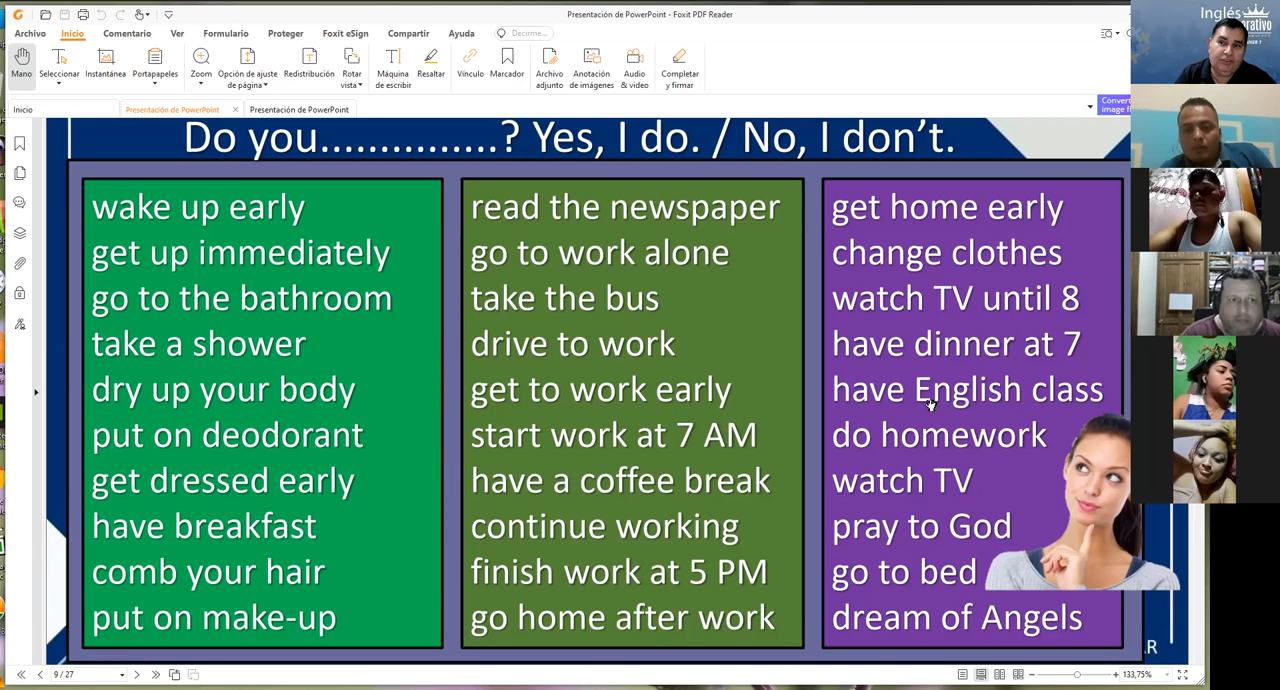 Presentación de PowerPoint - Foxit PDF Reader
Archivo Inicio Comentario Ver Formulario Proteger Foxit eSign Compartir Ayuda Decirme...
Mano Seleccionar Instantánea Portapapeles Zoom Opción de ajuste de página Redistribución Rotar vista Máquina de escribir Resaltar Vínculo Marcador Archivo adjunto Anotación de imágenes Audio & video Completar y firmar
Inicio Presentación de PowerPoint Presentación de PowerPoint
Convert
image
Inglés
Do you...............? Yes, I do. / No, I don't.
wake up early
get up immediately
go to the bathroom
take a shower
dry up your body
put on deodorant
get dressed early
have breakfast
comb your hair
put on make-up
read the newspaper
go to work alone
take the bus
drive to work
get to work early
start work at 7 AM
have a coffee break
continue working
finish work at 5 PM
go home after work
get home early
change clothes
watch TV until 8
have dinner at 7
have English class
do homework
watch TV
pray to God
go to bed
dream of Angels
9 / 27
133,75%